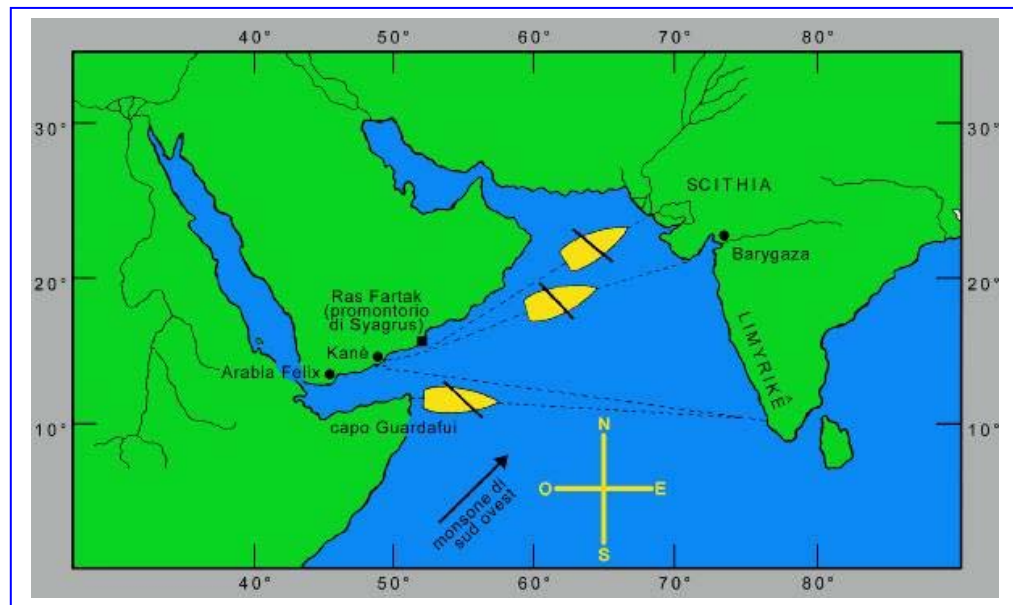 40° 50° 60° 70° 80°
30° 30°
SCITHIA
Barygaza
20° 20°
Ras Fartak
(promontorio
di Syagrus)
Kanè
Arabia Felix
LIMYRIKÊ
10° 10°
capo Guardafui
N
O E
S
monsone di
sud ovest
40° 50° 60° 70° 80°